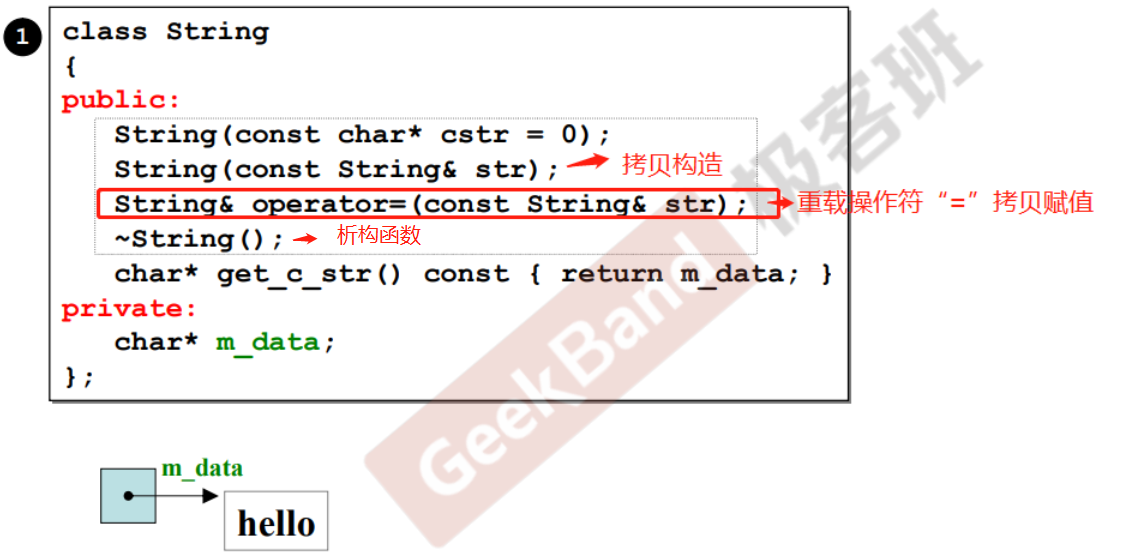 1
class String
{
public:
String(const char* cstr = 0);
String(const String& str);
拷贝构造
String& operator=(const String& str);
重载操作符“=”拷贝赋值
~String();
析构函数
char* get_c_str() const { return m_data; }
private:
char* m_data;
};
m_data
hello
GeekBand 极客班